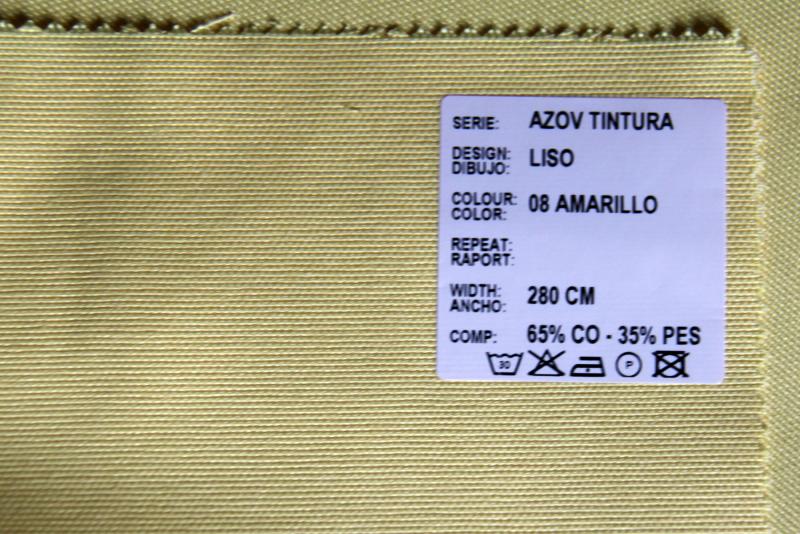 SERIE: AZOV TINTURA
DESIGN:
DIBUJO: LISO
COLOUR:
COLOR: 08 AMARILLO
REPEAT:
RAPORT:
WIDTH:
ANCHO: 280 CM
COMP: 65% CO - 35% PES
30 P